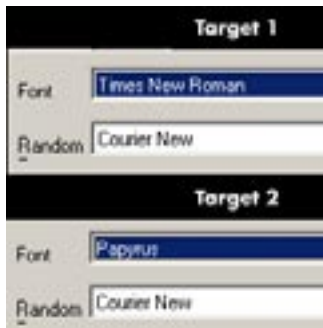 Target 1
Font Times New Roman
Random Courier New
Target 2
Font Papyrus
Random Courier New